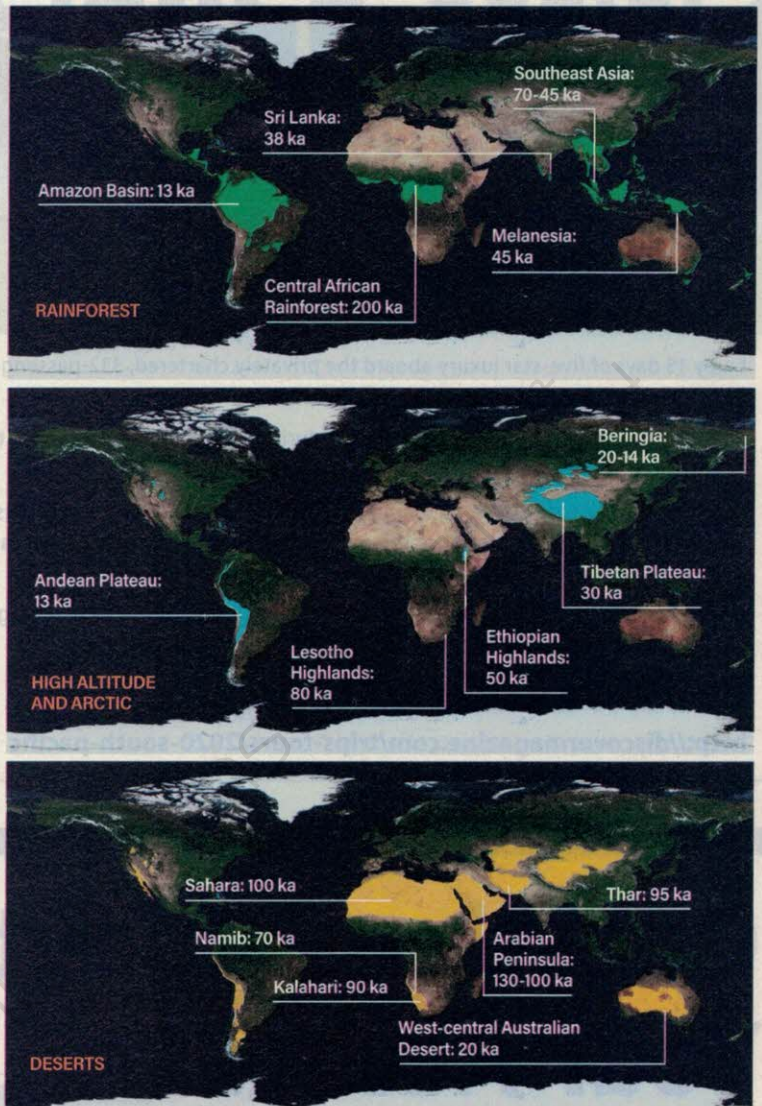 Southeast Asia:
70-45 ka
Sri Lanka:
38 ka
Amazon Basin: 13 ka
Melanesia:
45 ka
Central African
Rainforest: 200 ka
RAINFOREST
Beringia:
20-14 ka
Andean Plateau:
13 ka
Tibetan Plateau:
30 ka
Lesotho
Highlands:
80 ka
Ethiopian
Highlands:
50 ka
HIGH ALTITUDE
AND ARCTIC
Sahara: 100 ka
Thar: 95 ka
Namib: 70 ka
Arabian
Peninsula:
130-100 ka
Kalahari: 90 ka
West-central Australian
Desert: 20 ka
DESERTS